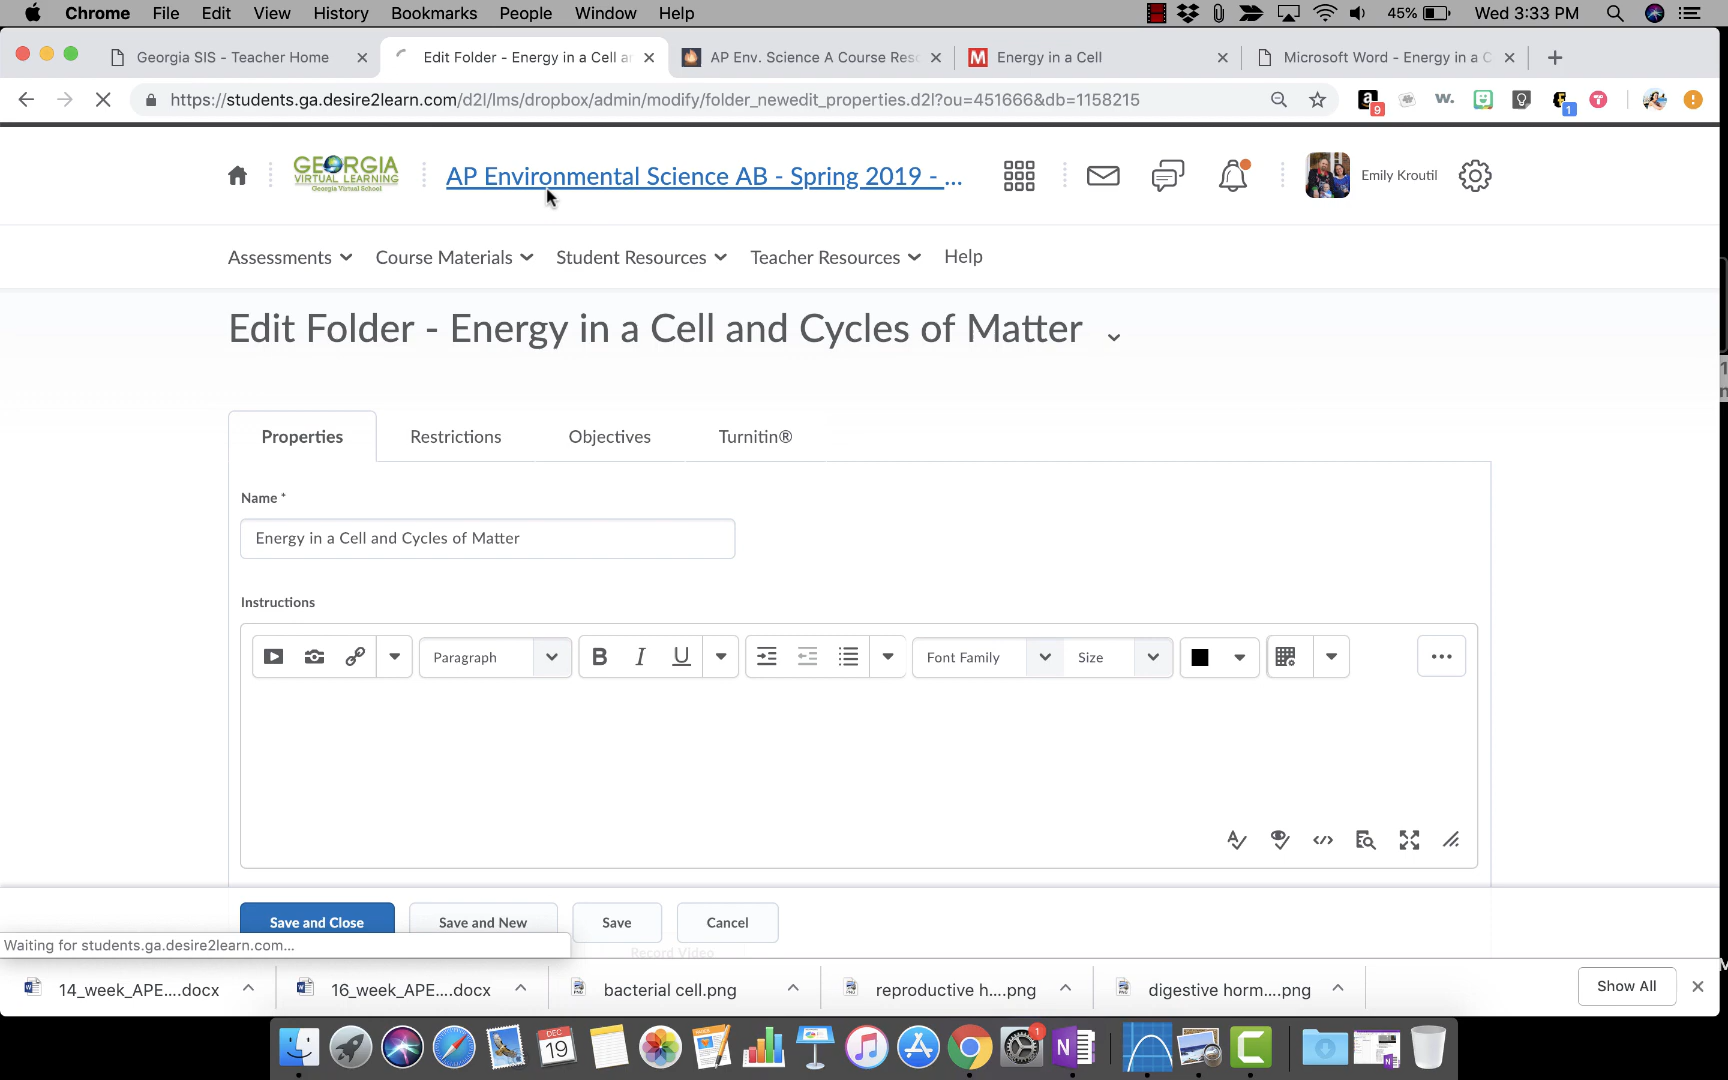 Chrome File Edit View History Bookmarks People Window Help 45% Wed 3:33 PM
Georgia SIS - Teacher Home Edit Folder - Energy in a Cell ar AP Env. Science A Course Res M Energy in a Cell Microsoft Word - Energy in a C
https://students.ga.desire2learn.com/d2l/lms/dropbox/admin/modify/folder_newedit_properties.d2l?ou=451666&db=1158215 a 9 w. 1
GEORGIA
VIRTUAL LEARNING
Georgia Virtual School
AP Environmental Science AB - Spring 2019 - ... Emily Kroutil
Assessments Course Materials Student Resources Teacher Resources Help
Edit Folder - Energy in a Cell and Cycles of Matter
Properties Restrictions Objectives Turnitin®
Name *
Energy in a Cell and Cycles of Matter
Instructions
Paragraph B I U Font Family Size
Save and Close Save and New Save Cancel
Waiting for students.ga.desire2learn.com...
Record Video
14_week_APE....docx 16_week_APE....docx bacterial cell.png reproductive h....png digestive horm....png Show All
DEC
19
1
N
C